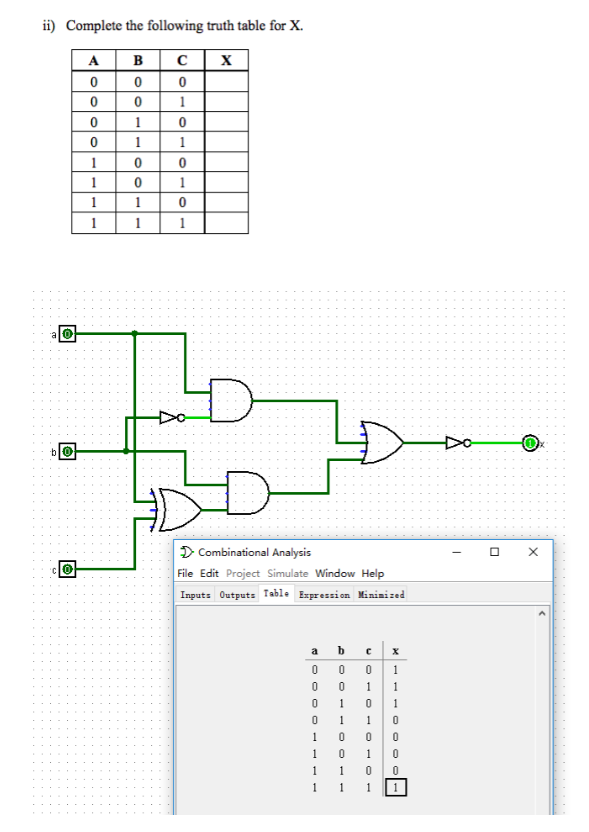 ii) Complete the following truth table for X.
A B C X
0 0 0
0 0 1
0 1 0
0 1 1
1 0 0
1 0 1
1 1 0
1 1 1
a 0
b 0
1 x
c 0
Combinational Analysis
File Edit Project Simulate Window Help
Inputs Outputs Table Expression Minimized
a b c x
0 0 0 1
0 0 1 1
0 1 0 1
0 1 1 0
1 0 0 0
1 0 1 0
1 1 0 0
1 1 1 1